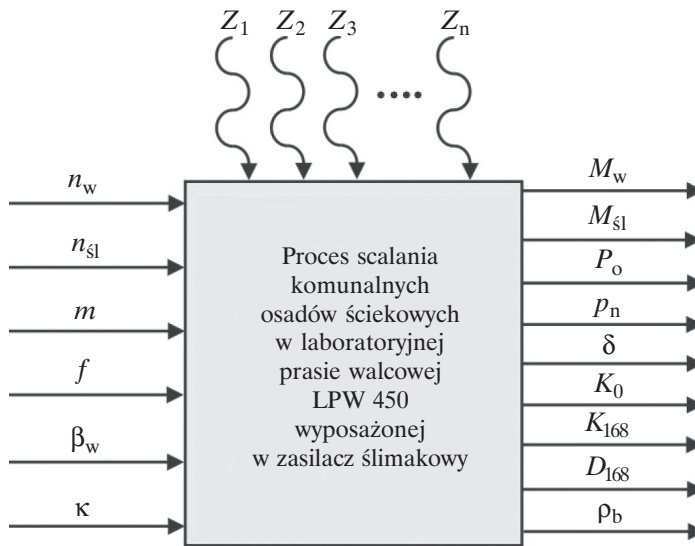 Z1 Z2 Z3 .... Zn
nw
nśl
m
f
βw
κ
Proces scalania
komunalnych
osadów ściekowych
w laboratoryjnej
prasie walcowej
LPW 450
wyposażonej
w zasilacz ślimakowy
Mw
Mśl
Po
pn
δ
K0
K168
D168
ρb